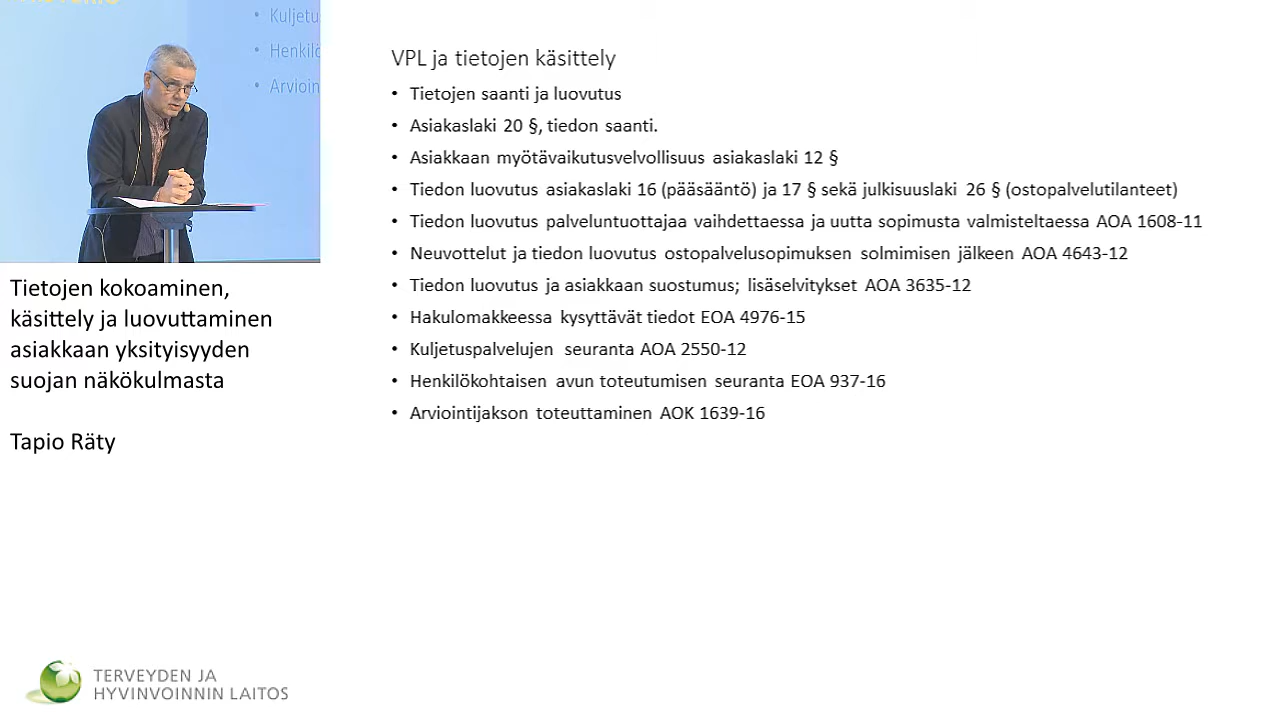 Kuljetu
Henkilö
Arvioin
Tietojen kokoaminen,
käsittely ja luovuttaminen
asiakkaan yksityisyyden
suojan näkökulmasta
Tapio Räty
VPL ja tietojen käsittely
• Tietojen saanti ja luovutus
• Asiakaslaki 20 §, tiedon saanti.
• Asiakkaan myötävaikutusvelvollisuus asiakaslaki 12 §
• Tiedon luovutus asiakaslaki 16 (pääsääntö) ja 17 § sekä julkisuuslaki 26 § (ostopalvelutilanteet)
• Tiedon luovutus palveluntuottajaa vaihdettaessa ja uutta sopimusta valmisteltaessa AOA 1608-11
• Neuvottelut ja tiedon luovutus ostopalvelusopimuksen solmimisen jälkeen AOA 4643-12
• Tiedon luovutus ja asiakkaan suostumus; lisäselvitykset AOA 3635-12
• Hakulomakkeessa kysyttävät tiedot EOA 4976-15
• Kuljetuspalvelujen seuranta AOA 2550-12
• Henkilökohtaisen avun toteutumisen seuranta EOA 937-16
• Arviointijakson toteuttaminen AOK 1639-16
TERVEYDEN JA
HYVINVOINNIN LAITOS